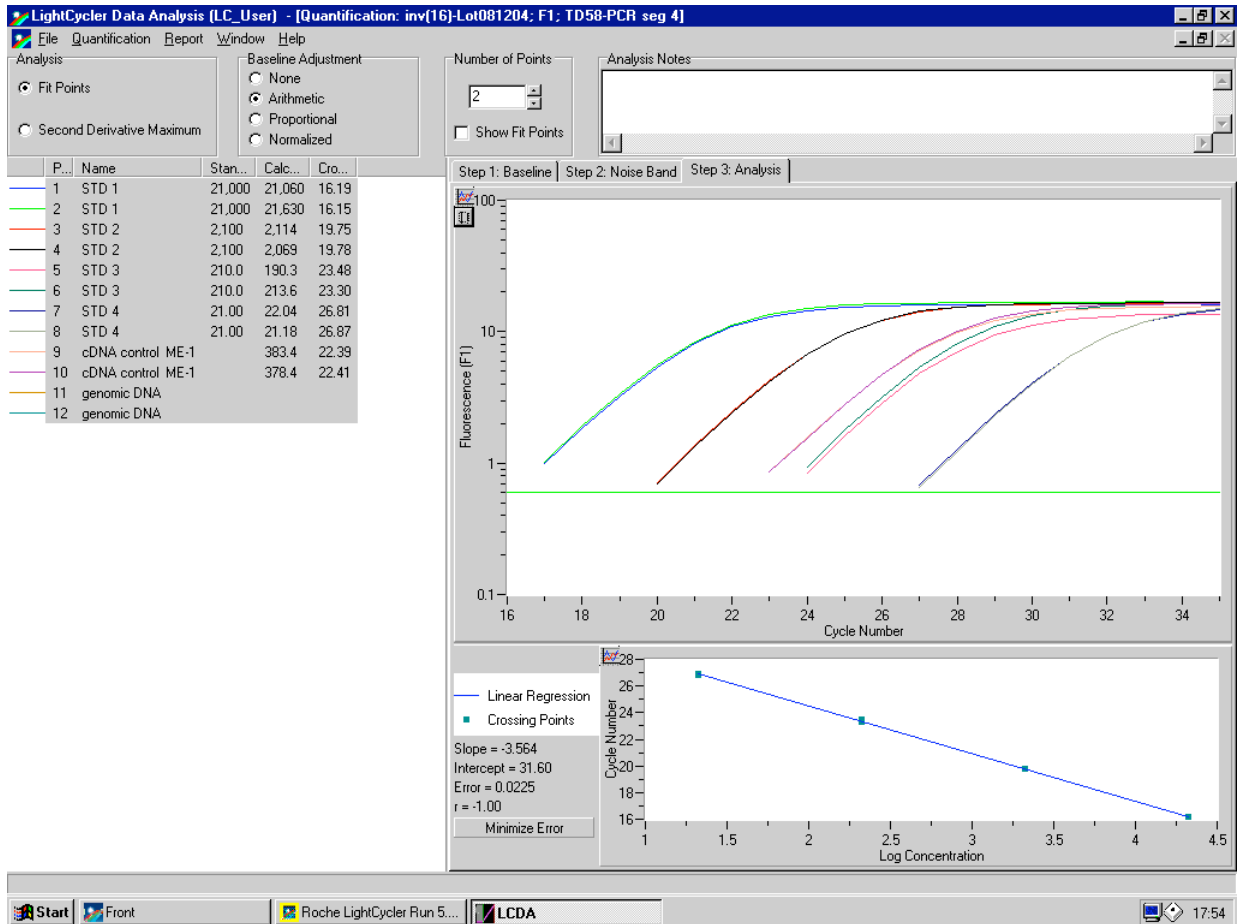 LightCycler Data Analysis (LC_User) - [Quantification: inv(16)-Lot081204; F1; TD58-PCR seg 4]
File Quantification Report Window Help
Analysis
Fit Points
Second Derivative Maximum
Baseline Adjustment
None
Arithmetic
Proportional
Normalized
Number of Points
2
Show Fit Points
Analysis Notes
P... Name Stan... Calc... Cro...
1 STD 1 21,000 21,060 16.19
2 STD 1 21,000 21,630 16.15
3 STD 2 2,100 2,114 19.75
4 STD 2 2,100 2,069 19.78
5 STD 3 210.0 190.3 23.48
6 STD 3 210.0 213.6 23.30
7 STD 4 21.00 22.04 26.81
8 STD 4 21.00 21.18 26.87
9 cDNA control ME-1 383.4 22.39
10 cDNA control ME-1 378.4 22.41
11 genomic DNA
12 genomic DNA
Step 1: Baseline Step 2: Noise Band Step 3: Analysis
100
10
1
0.1
Fluorescence (F1)
16 18 20 22 24 26 28 30 32 34
Cycle Number
Linear Regression
Crossing Points
Slope = -3.564
Intercept = 31.60
Error = 0.0225
r = -1.00
Minimize Error
28
26
24
22
20
18
16
Cycle Number
1 1.5 2 2.5 3 3.5 4 4.5
Log Concentration
Start Front Roche LightCycler Run 5.... LCDA 17:54